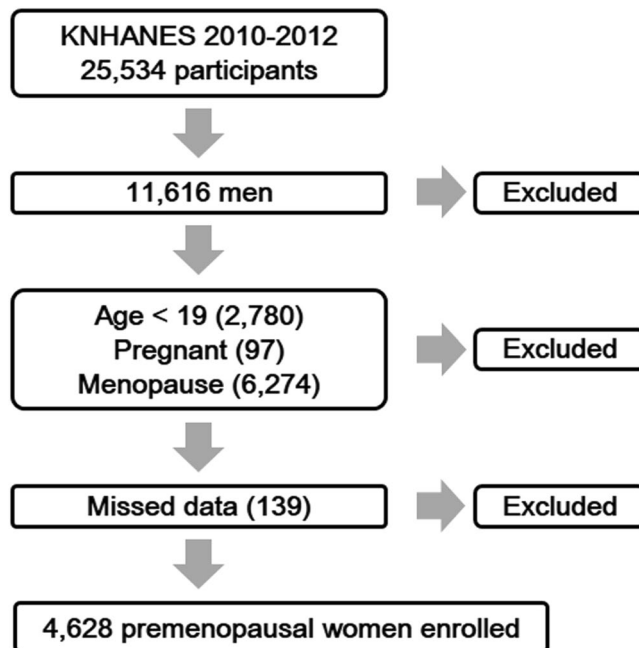 KNHANES 2010-2012
25,534 participants
11,616 men
Excluded
Age < 19 (2,780)
Pregnant (97)
Menopause (6,274)
Excluded
Missed data (139)
Excluded
4,628 premenopausal women enrolled